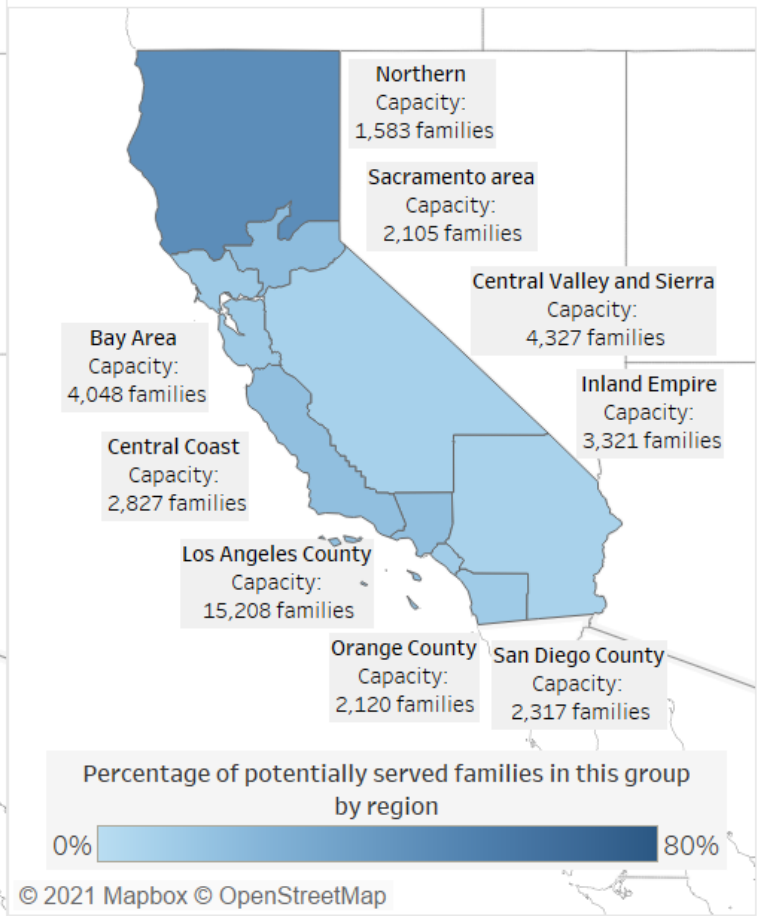 Northern
Capacity:
1,583 families
Sacramento area
Capacity:
2,105 families
Central Valley and Sierra
Capacity:
4,327 families
Bay Area
Capacity:
4,048 families
Inland Empire
Capacity:
3,321 families
Central Coast
Capacity:
2,827 families
Los Angeles County
Capacity:
15,208 families
Orange County
Capacity:
2,120 families
San Diego County
Capacity:
2,317 families
Percentage of potentially served families in this group
by region
0% 80%
© 2021 Mapbox © OpenStreetMap